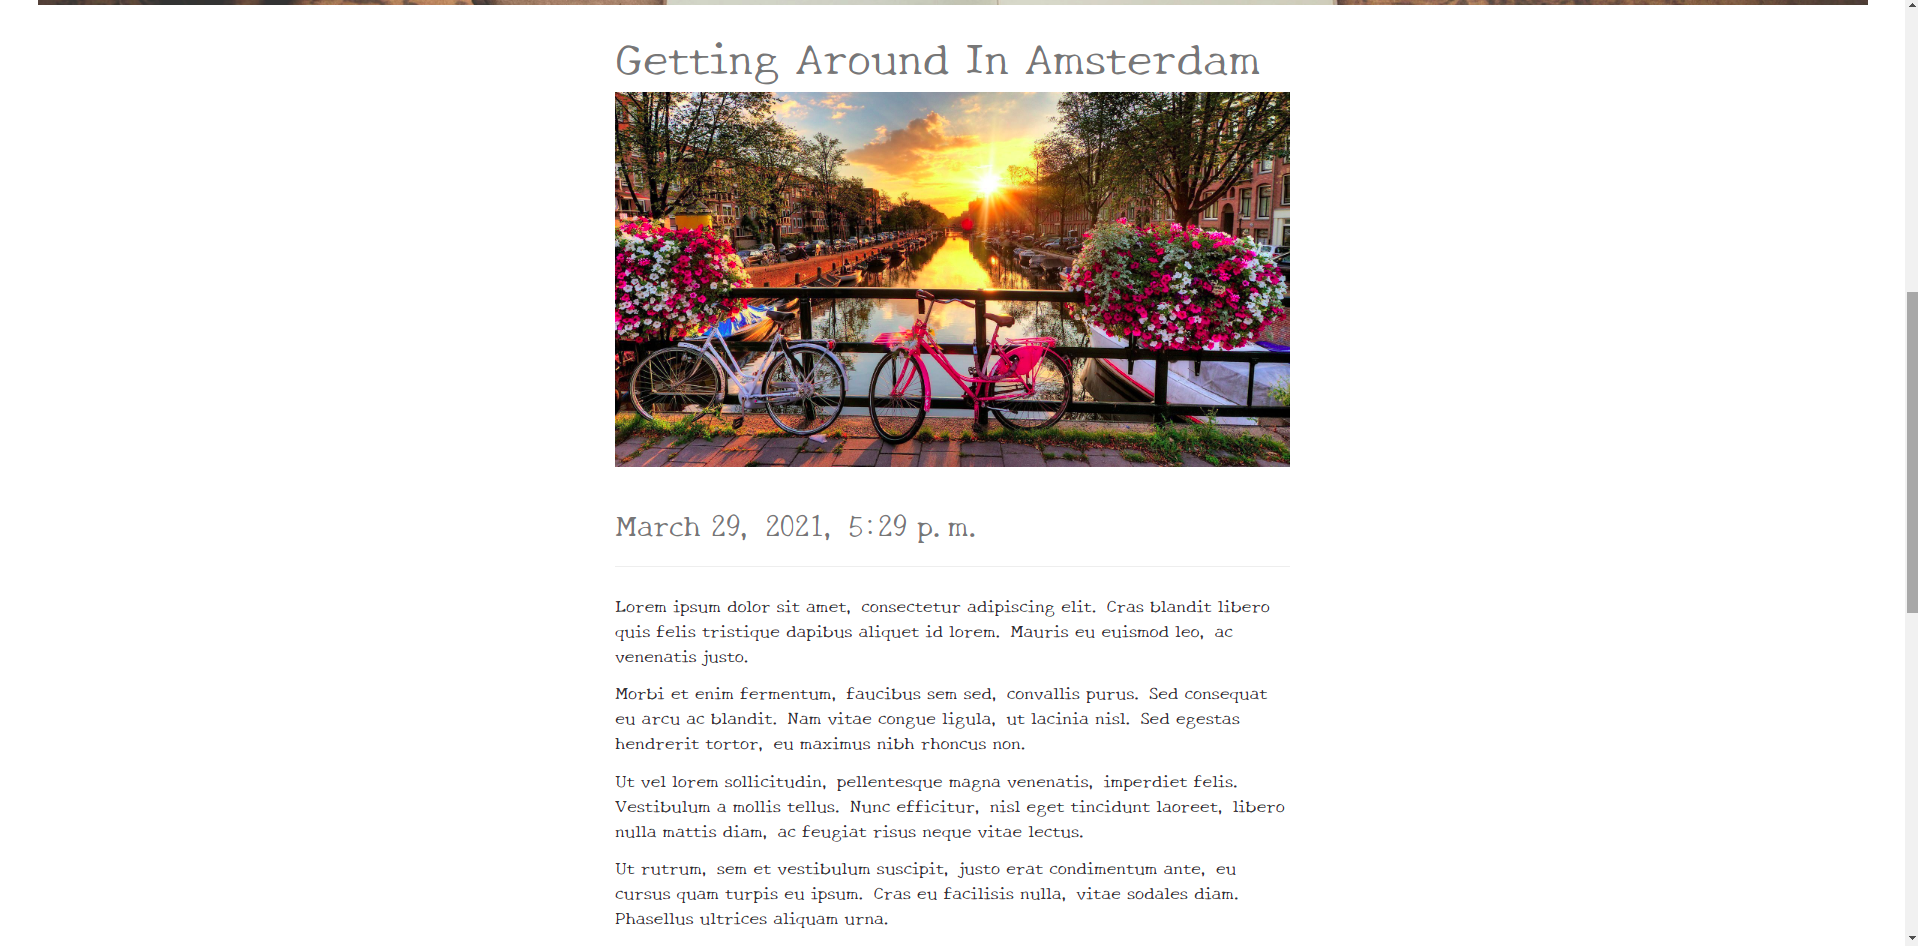 Getting Around In Amsterdam
March 29, 2021, 5:29 p.m.
Lorem ipsum dolor sit amet, consectetur adipiscing elit. Cras blandit libero
quis felis tristique dapibus aliquet id lorem. Mauris eu euismod leo, ac
venenatis justo.
Morbi et enim fermentum, faucibus sem sed, convallis purus. Sed consequat
eu arcu ac blandit. Nam vitae congue ligula, ut lacinia nisl. Sed egestas
hendrerit tortor, eu maximus nibh rhoncus non.
Ut vel lorem sollicitudin, pellentesque magna venenatis, imperdiet felis.
Vestibulum a mollis tellus. Nunc efficitur, nisl eget tincidunt laoreet, libero
nulla mattis diam, ac feugiat risus neque vitae lectus.
Ut rutrum, sem et vestibulum suscipit, justo erat condimentum ante, eu
cursus quam turpis eu ipsum. Cras eu facilisis nulla, vitae sodales diam.
Phasellus ultrices aliquam urna.